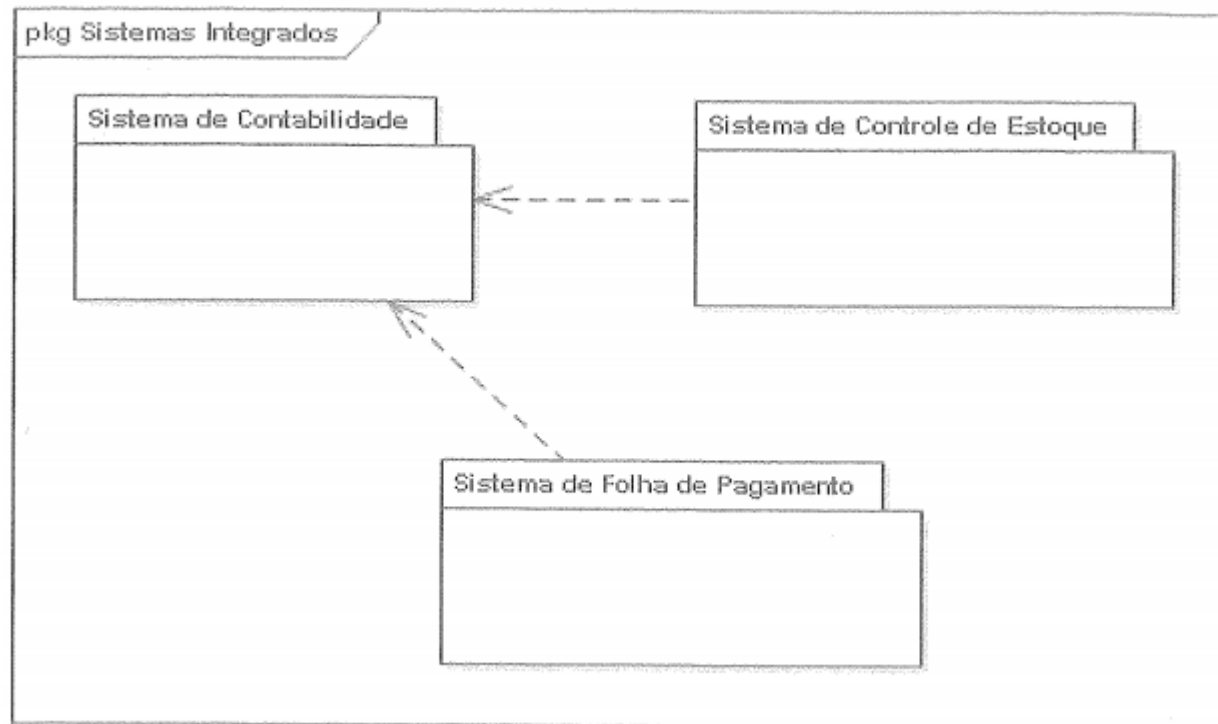 pkg Sistemas Integrados
Sistema de Contabilidade
Sistema de Controle de Estoque
Sistema de Folha de Pagamento